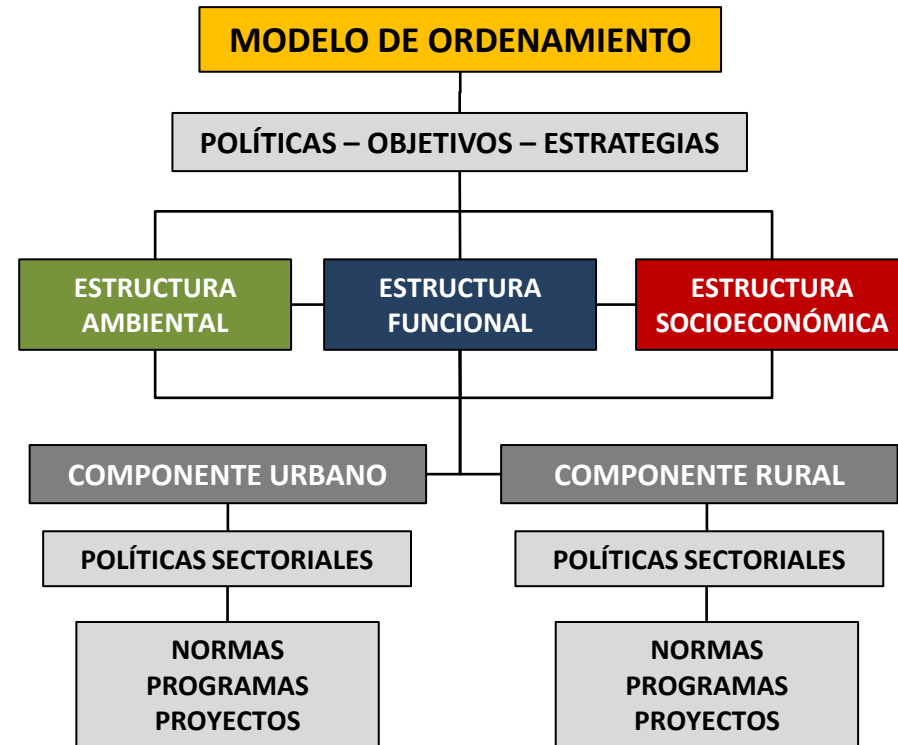 MODELO DE ORDENAMIENTO
POLÍTICAS – OBJETIVOS – ESTRATEGIAS
ESTRUCTURA
AMBIENTAL
ESTRUCTURA
FUNCIONAL
ESTRUCTURA
SOCIOECONÓMICA
COMPONENTE URBANO
COMPONENTE RURAL
POLÍTICAS SECTORIALES
POLÍTICAS SECTORIALES
NORMAS
PROGRAMAS
PROYECTOS
NORMAS
PROGRAMAS
PROYECTOS